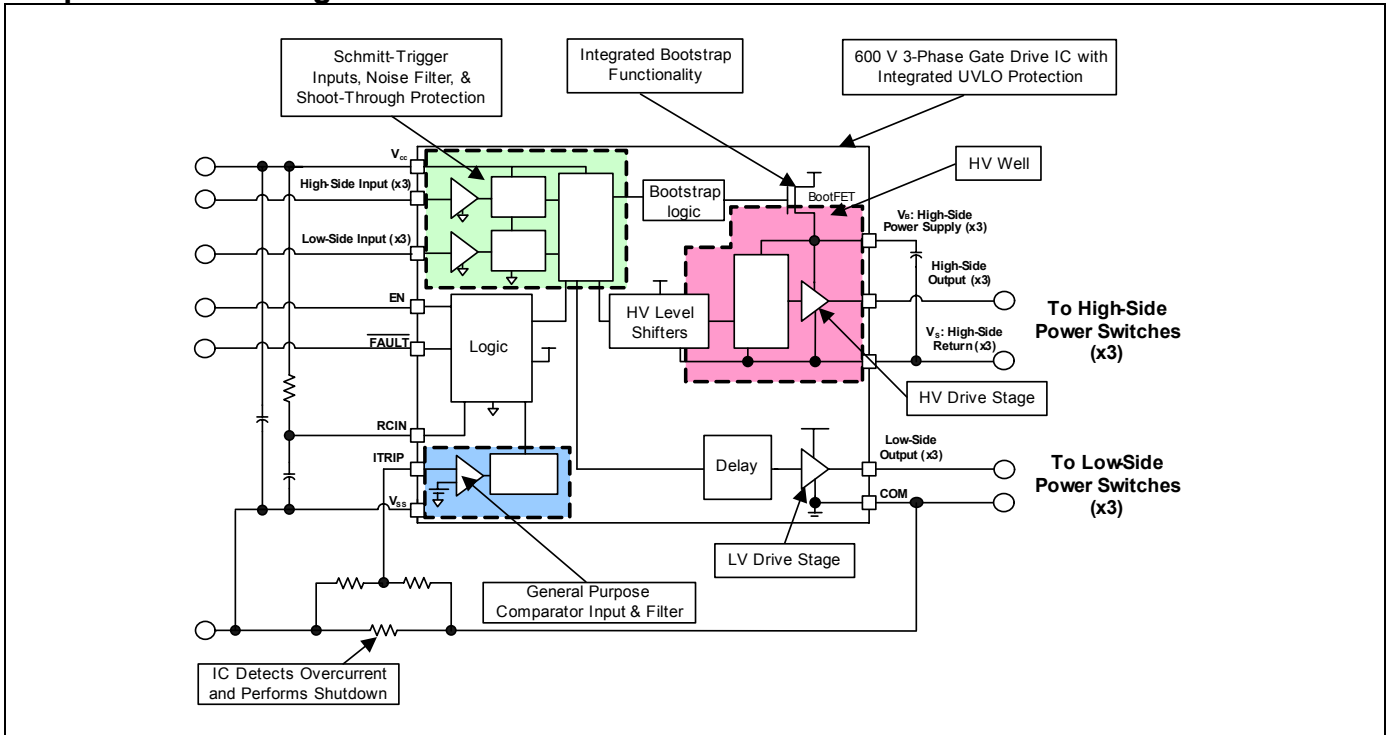 Schmitt-Trigger
Inputs, Noise Filter, &
Shoot-Through Protection
Integrated Bootstrap
Functionality
600 V 3-Phase Gate Drive IC with
Integrated UVLO Protection
HV Well
Vcc
High-Side Input (x3)
Low-Side Input (x3)
EN
FAULT
RCIN
ITRIP
VSS
Bootstrap
logic
BootFET
HV Level
Shifters
Logic
Delay
VB: High-Side
Power Supply (x3)
High-Side
Output (x3)
VS: High-Side
Return (x3)
To High-Side
Power Switches
(x3)
HV Drive Stage
Low-Side
Output (x3)
COM
To Low-Side
Power Switches
(x3)
LV Drive Stage
General Purpose
Comparator Input & Filter
IC Detects Overcurrent
and Performs Shutdown